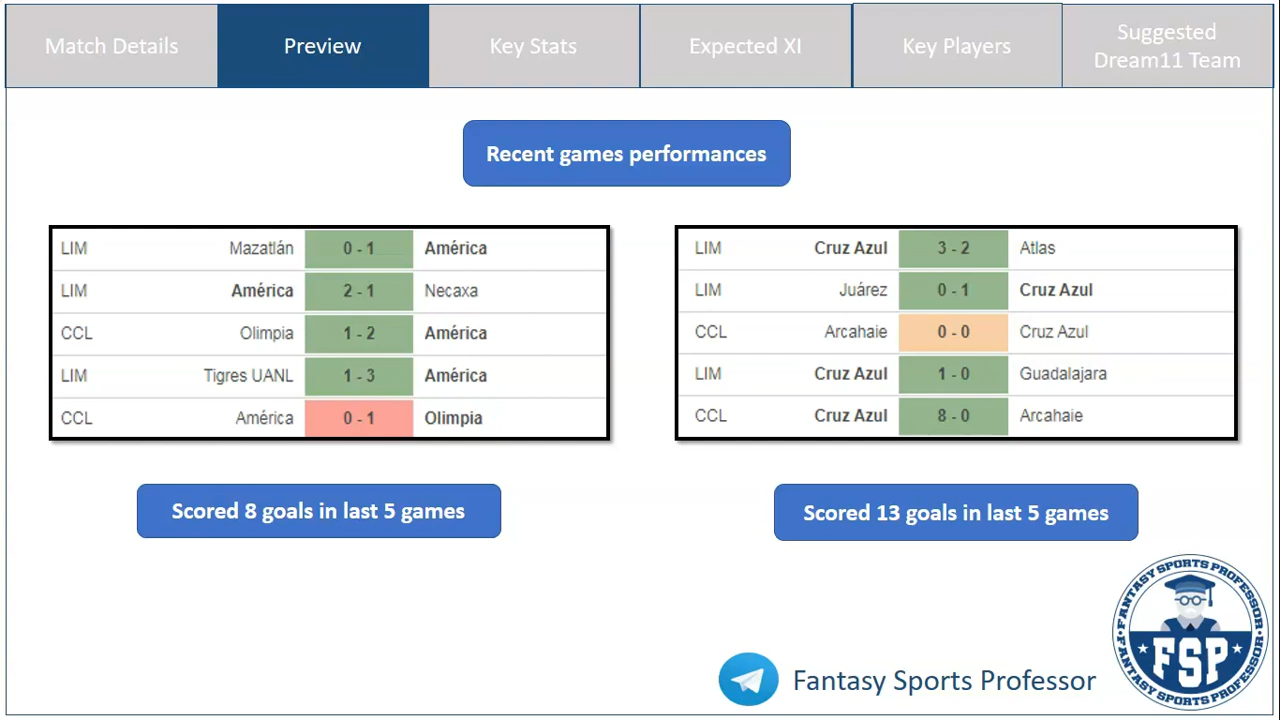 Match Details
Preview
Key Stats
Expected XI
Key Players
Suggested
Dream11 Team
Recent games performances
LIM Mazatlán 0 - 1 América
LIM América 2 - 1 Necaxa
CCL Olimpia 1 - 2 América
LIM Tigres UANL 1 - 3 América
CCL América 0 - 1 Olimpia
LIM Cruz Azul 3 - 2 Atlas
LIM Juárez 0 - 1 Cruz Azul
CCL Arcahaie 0 - 0 Cruz Azul
LIM Cruz Azul 1 - 0 Guadalajara
CCL Cruz Azul 8 - 0 Arcahaie
Scored 8 goals in last 5 games
Scored 13 goals in last 5 games
Fantasy Sports Professor
FANTASY SPORTS PROFESSOR
FSP
FANTASY SPORTS PROFESSOR